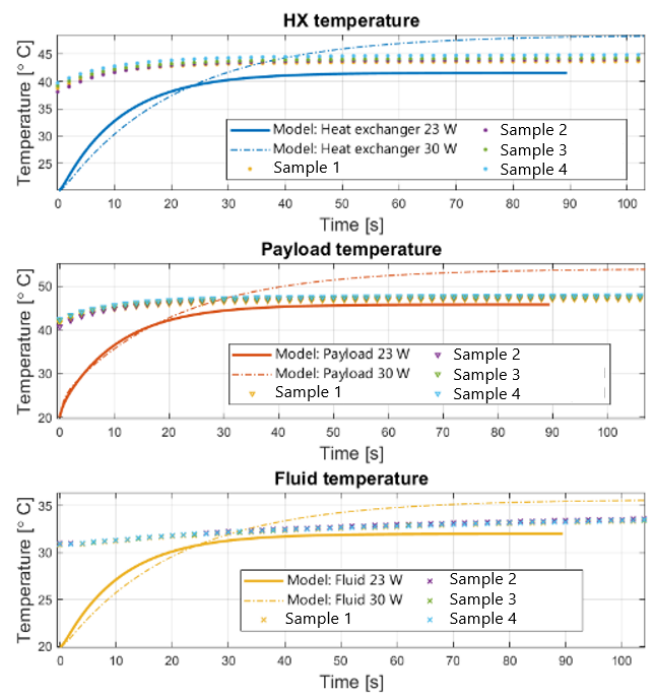 HX temperature
Temperature [° C]
45
40
35
30
25
Model: Heat exchanger 23 W
Model: Heat exchanger 30 W
Sample 1
Sample 2
Sample 3
Sample 4
0 10 20 30 40 50 60 70 80 90 100
Time [s]
Payload temperature
Temperature [° C]
50
40
30
20
Model: Payload 23 W
Model: Payload 30 W
Sample 1
Sample 2
Sample 3
Sample 4
0 10 20 30 40 50 60 70 80 90 100
Time [s]
Fluid temperature
Temperature [° C]
35
30
25
20
Model: Fluid 23 W
Model: Fluid 30 W
Sample 1
Sample 2
Sample 3
Sample 4
0 10 20 30 40 50 60 70 80 90 100
Time [s]